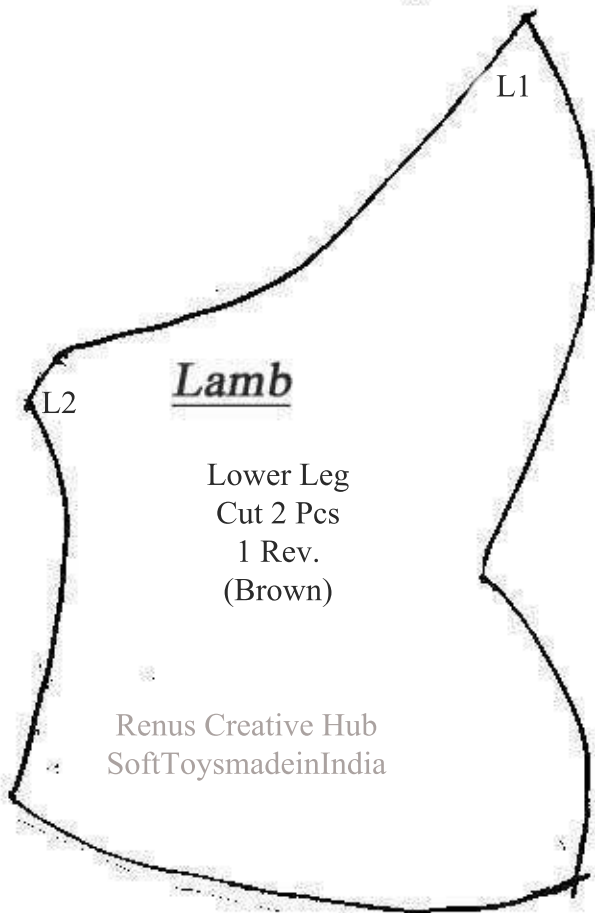 L1
Lamb
L2
Lower Leg
Cut 2 Pcs
1 Rev.
(Brown)
Renus Creative Hub
SoftToysmadeinIndia